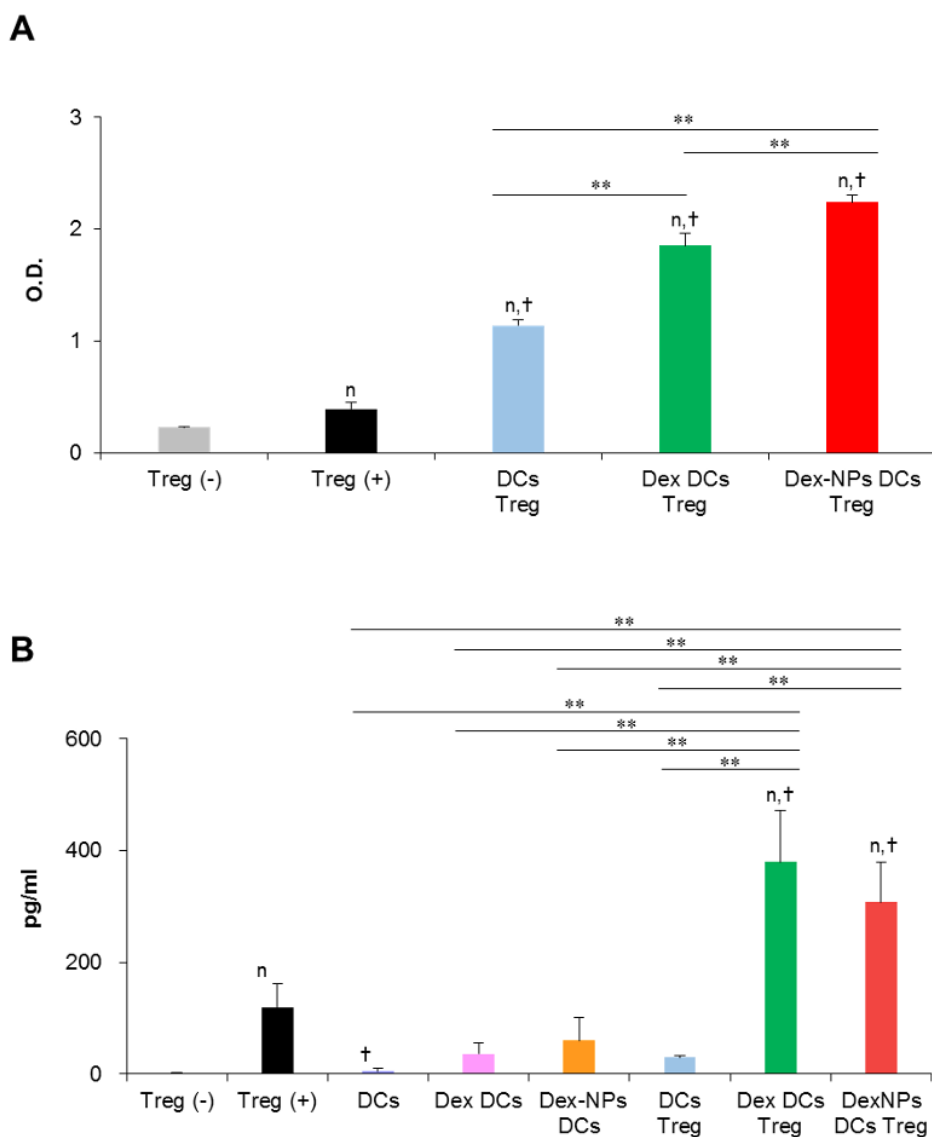 A
3
2
1
0
O.D.
**
**
**
n
n,†
n,†
n,†
Treg (-)
Treg (+)
DCs
Treg
Dex DCs
Treg
Dex-NPs DCs
Treg
B
**
**
**
**
**
**
**
**
600
400
200
0
pg/ml
n
†
n,†
n,†
Treg (-)
Treg (+)
DCs
Dex DCs
Dex-NPs
DCs
DCs
Treg
Dex DCs
Treg
DexNPs
DCs Treg